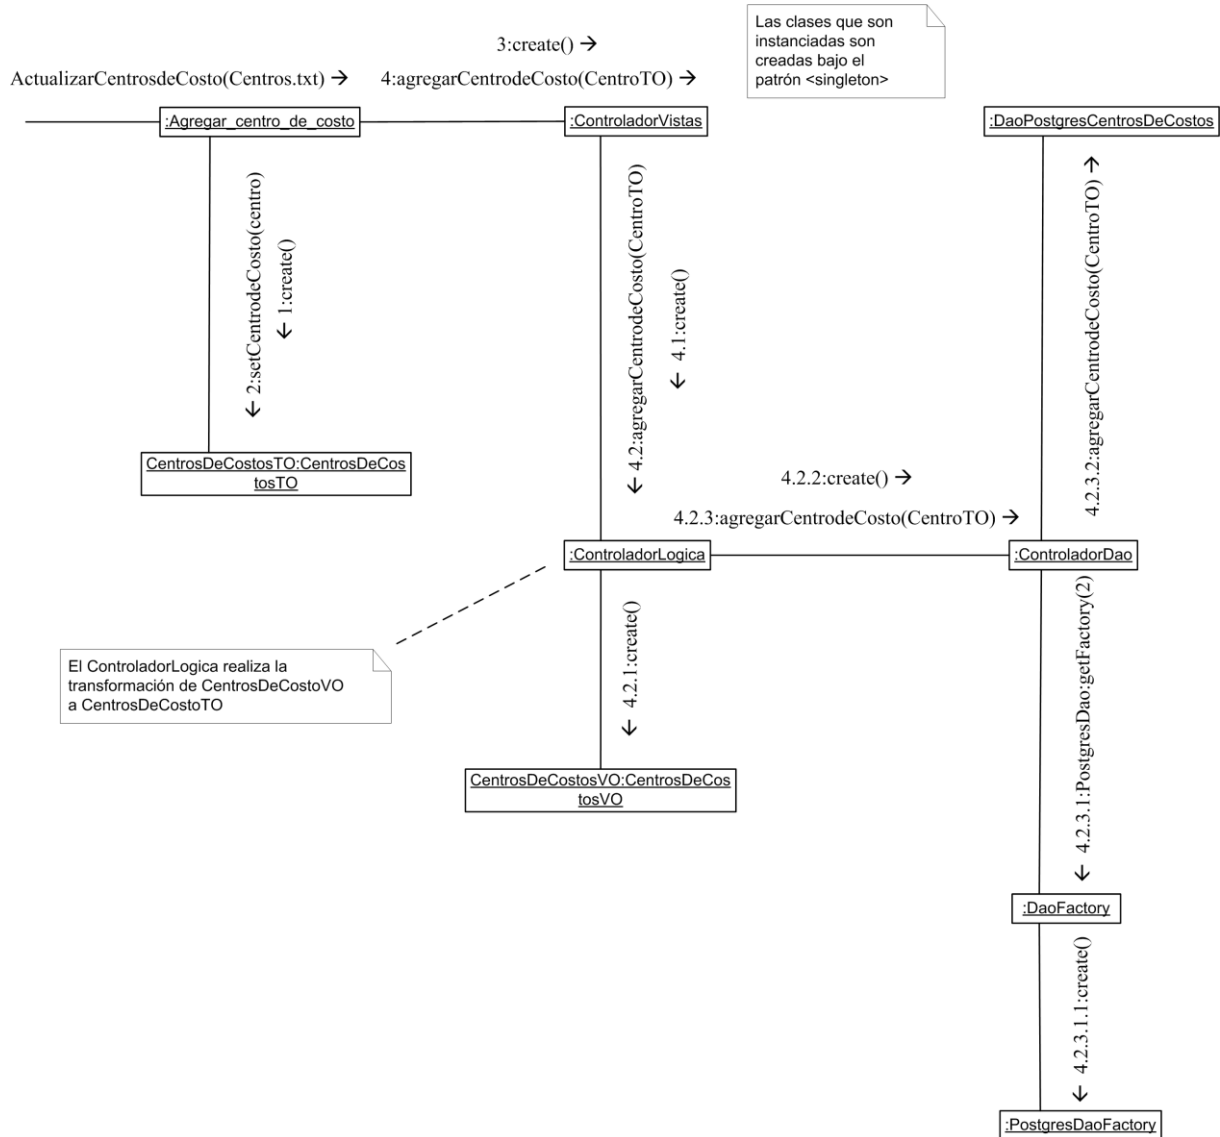 Las clases que son
instanciadas son
creadas bajo el
patrón <singleton>
3:create() →
ActualizarCentrosdeCosto(Centros.txt) →
4:agregarCentrodeCosto(CentroTO) →
:Agregar_centro_de_costo
:ControladorVistas
:DaoPostgresCentrosDeCostos
← 2:setCentrodeCosto(centro)
← 1:create()
← 4.2:agregarCentrodeCosto(CentroTO)
← 4.1:create()
4.2.3.2:agregarCentrodeCosto(CentroTO) →
CentrosDeCostosTO:CentrosDeCos
tosTO
4.2.2:create() →
4.2.3:agregarCentrodeCosto(CentroTO) →
:ControladorLogica
:ControladorDao
El ControladorLogica realiza la
transformación de CentrosDeCostoVO
a CentrosDeCostoTO
← 4.2.1:create()
← 4.2.3.1:PostgresDao:getFactory(2)
CentrosDeCostosVO:CentrosDeCos
tosVO
:DaoFactory
← 4.2.3.1.1:create()
:PostgresDaoFactory